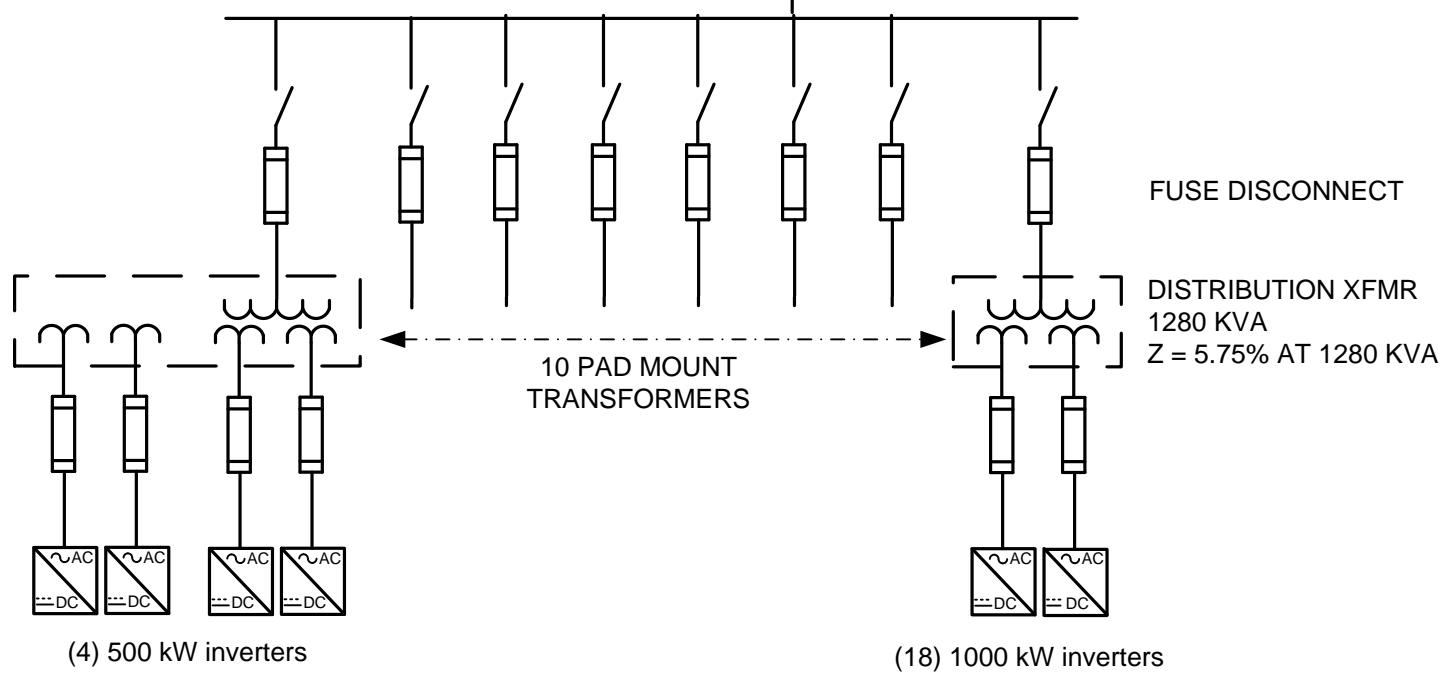 FUSE DISCONNECT
DISTRIBUTION XFMR
1280 KVA
Z = 5.75% AT 1280 KVA
10 PAD MOUNT
TRANSFORMERS
AC
DC
AC
DC
AC
DC
AC
DC
AC
DC
AC
DC
(4) 500 kW inverters
(18) 1000 kW inverters